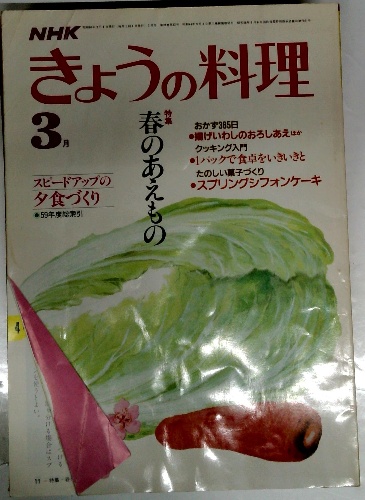 NHK
きょうの料理
3月
特集
春のあえもの
おかず365日
●揚げいわしのおろしあえほか
クッキング入門
●1パックで食卓をいきいきと
たのしい菓子づくり
●スプリングシフォンケーキ
スピードアップの
夕食づくり
●59年度総索引
4